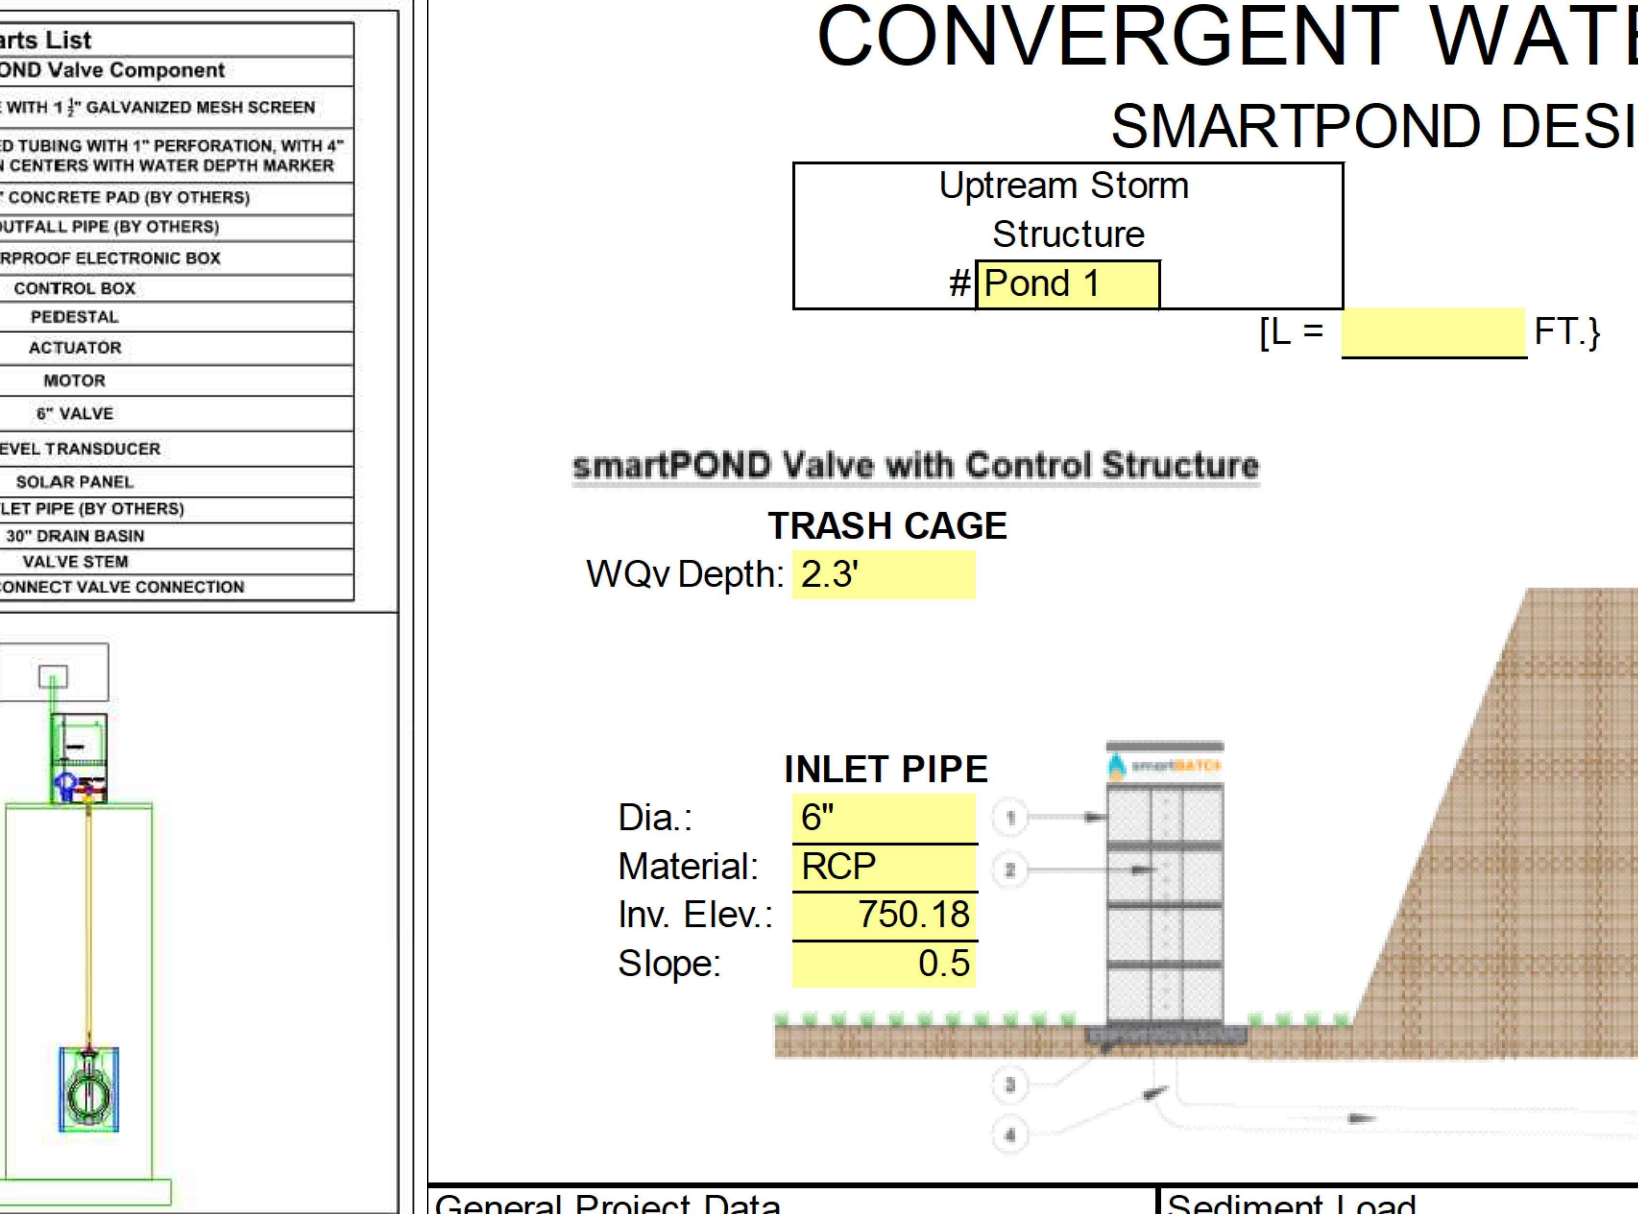 arts List
OND Valve Component
WITH 1 ½" GALVANIZED MESH SCREEN
ED TUBING WITH 1" PERFORATION, WITH 4"
N CENTERS WITH WATER DEPTH MARKER
" CONCRETE PAD (BY OTHERS)
OUTFALL PIPE (BY OTHERS)
RPROOF ELECTRONIC BOX
CONTROL BOX
PEDESTAL
ACTUATOR
MOTOR
6" VALVE
EVEL TRANSDUCER
SOLAR PANEL
LET PIPE (BY OTHERS)
30" DRAIN BASIN
VALVE STEM
CONNECT VALVE CONNECTION
CONVERGENT WATE
SMARTPOND DESI
Uptream Storm
Structure
# Pond 1
[L = FT.}
smartPOND Valve with Control Structure
TRASH CAGE
WQv Depth: 2.3'
INLET PIPE
Dia.: 6"
Material: RCP
Inv. Elev.: 750.18
Slope: 0.5
smartBATCH
1
2
3
4
General Project Data
Sediment Load